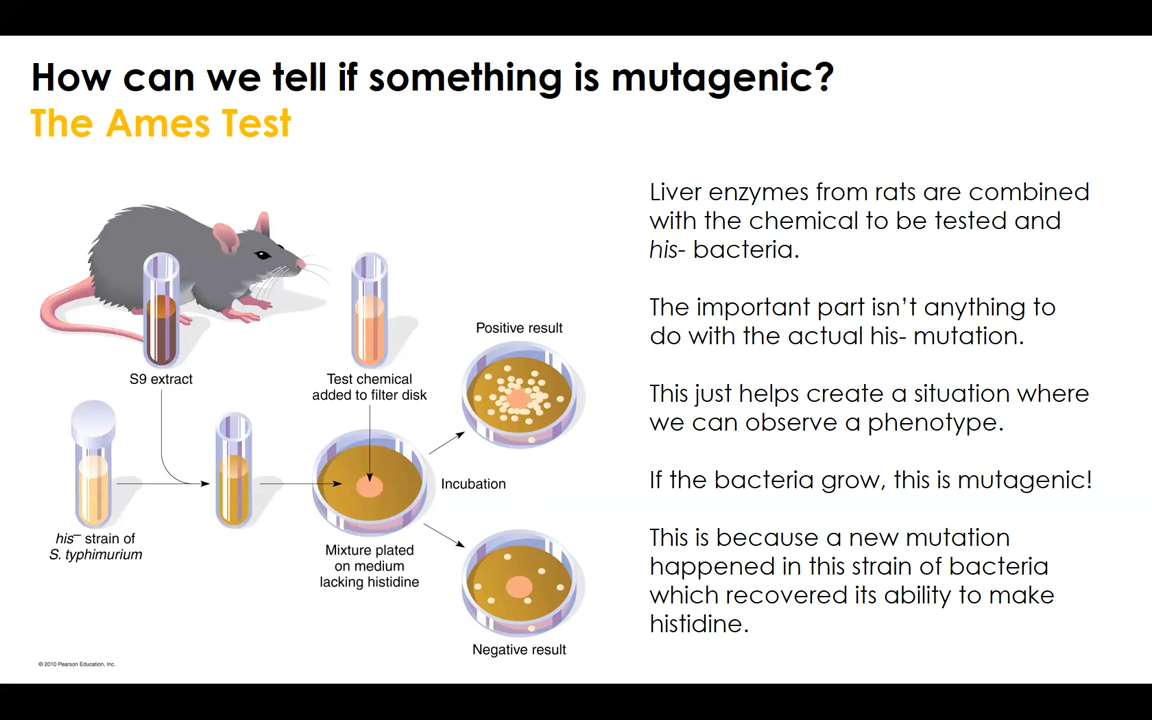 How can we tell if something is mutagenic?
The Ames Test
Liver enzymes from rats are combined
with the chemical to be tested and
his- bacteria.
The important part isn’t anything to
do with the actual his- mutation.
This just helps create a situation where
we can observe a phenotype.
If the bacteria grow, this is mutagenic!
This is because a new mutation
happened in this strain of bacteria
which recovered its ability to make
histidine.
S9 extract
Test chemical
added to filter disk
Positive result
his– strain of
S. typhimurium
Mixture plated
on medium
lacking histidine
Incubation
Negative result
© 2010 Pearson Education, Inc.